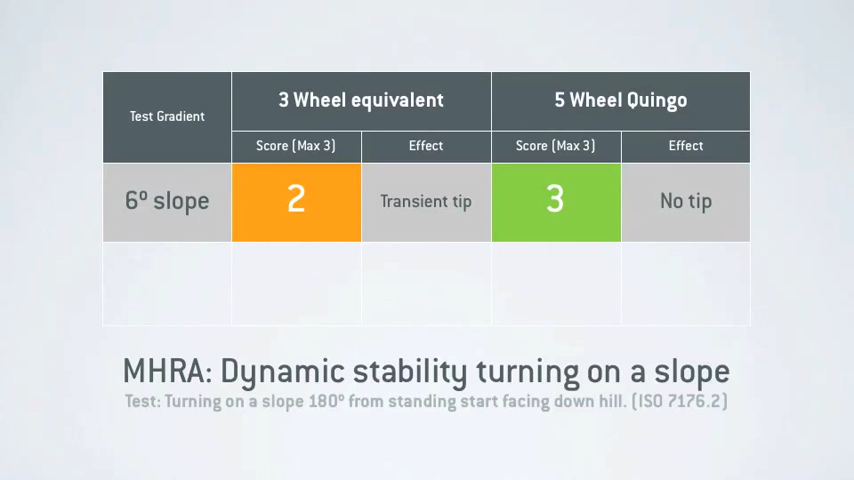 Test Gradient
3 Wheel equivalent
5 Wheel Quingo
Score (Max 3)
Effect
Score (Max 3)
Effect
6º slope
2
Transient tip
3
No tip
MHRA: Dynamic stability turning on a slope
Test: Turning on a slope 180º from standing start facing down hill. (ISO 7176.2)